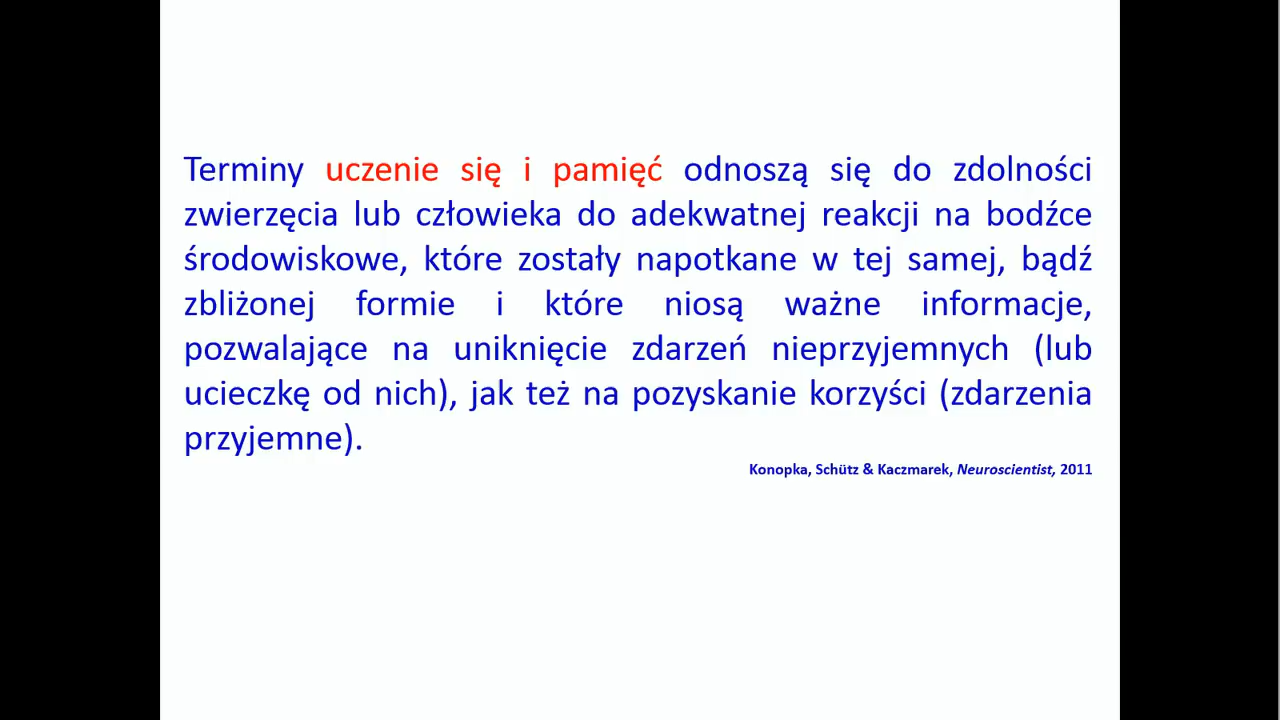 Terminy uczenie się i pamięć odnoszą się do zdolności
zwierzęcia lub człowieka do adekwatnej reakcji na bodźce
środowiskowe, które zostały napotkane w tej samej, bądź
zbliżonej formie i które niosą ważne informacje,
pozwalające na uniknięcie zdarzeń nieprzyjemnych (lub
ucieczkę od nich), jak też na pozyskanie korzyści (zdarzenia
przyjemne).
Konopka, Schütz & Kaczmarek, Neuroscientist, 2011